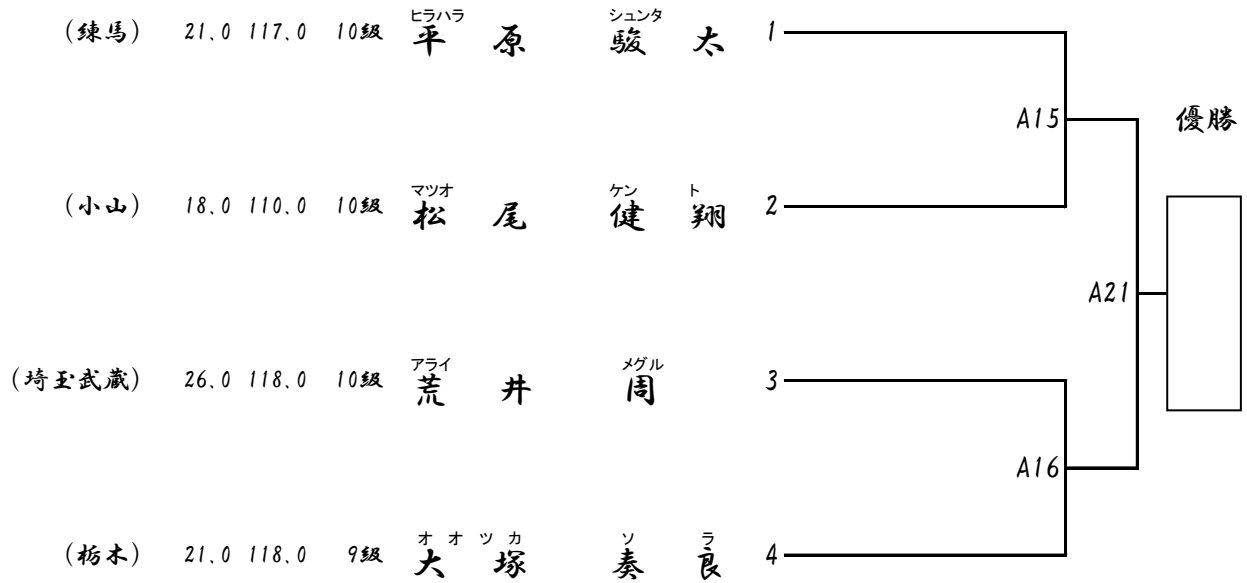 ヒラハラ シュンタ
(練馬) 21.0 117.0 10級 平原 駿太 1
A15 優勝
マツオ ケン ト
(小山) 18.0 110.0 10級 松尾 健翔 2
A21
アライ メグル
(埼玉武蔵) 26.0 118.0 10級 荒井 周 3
A16
オオツカ ソ ラ
(栃木) 21.0 118.0 9級 大塚 奏良 4